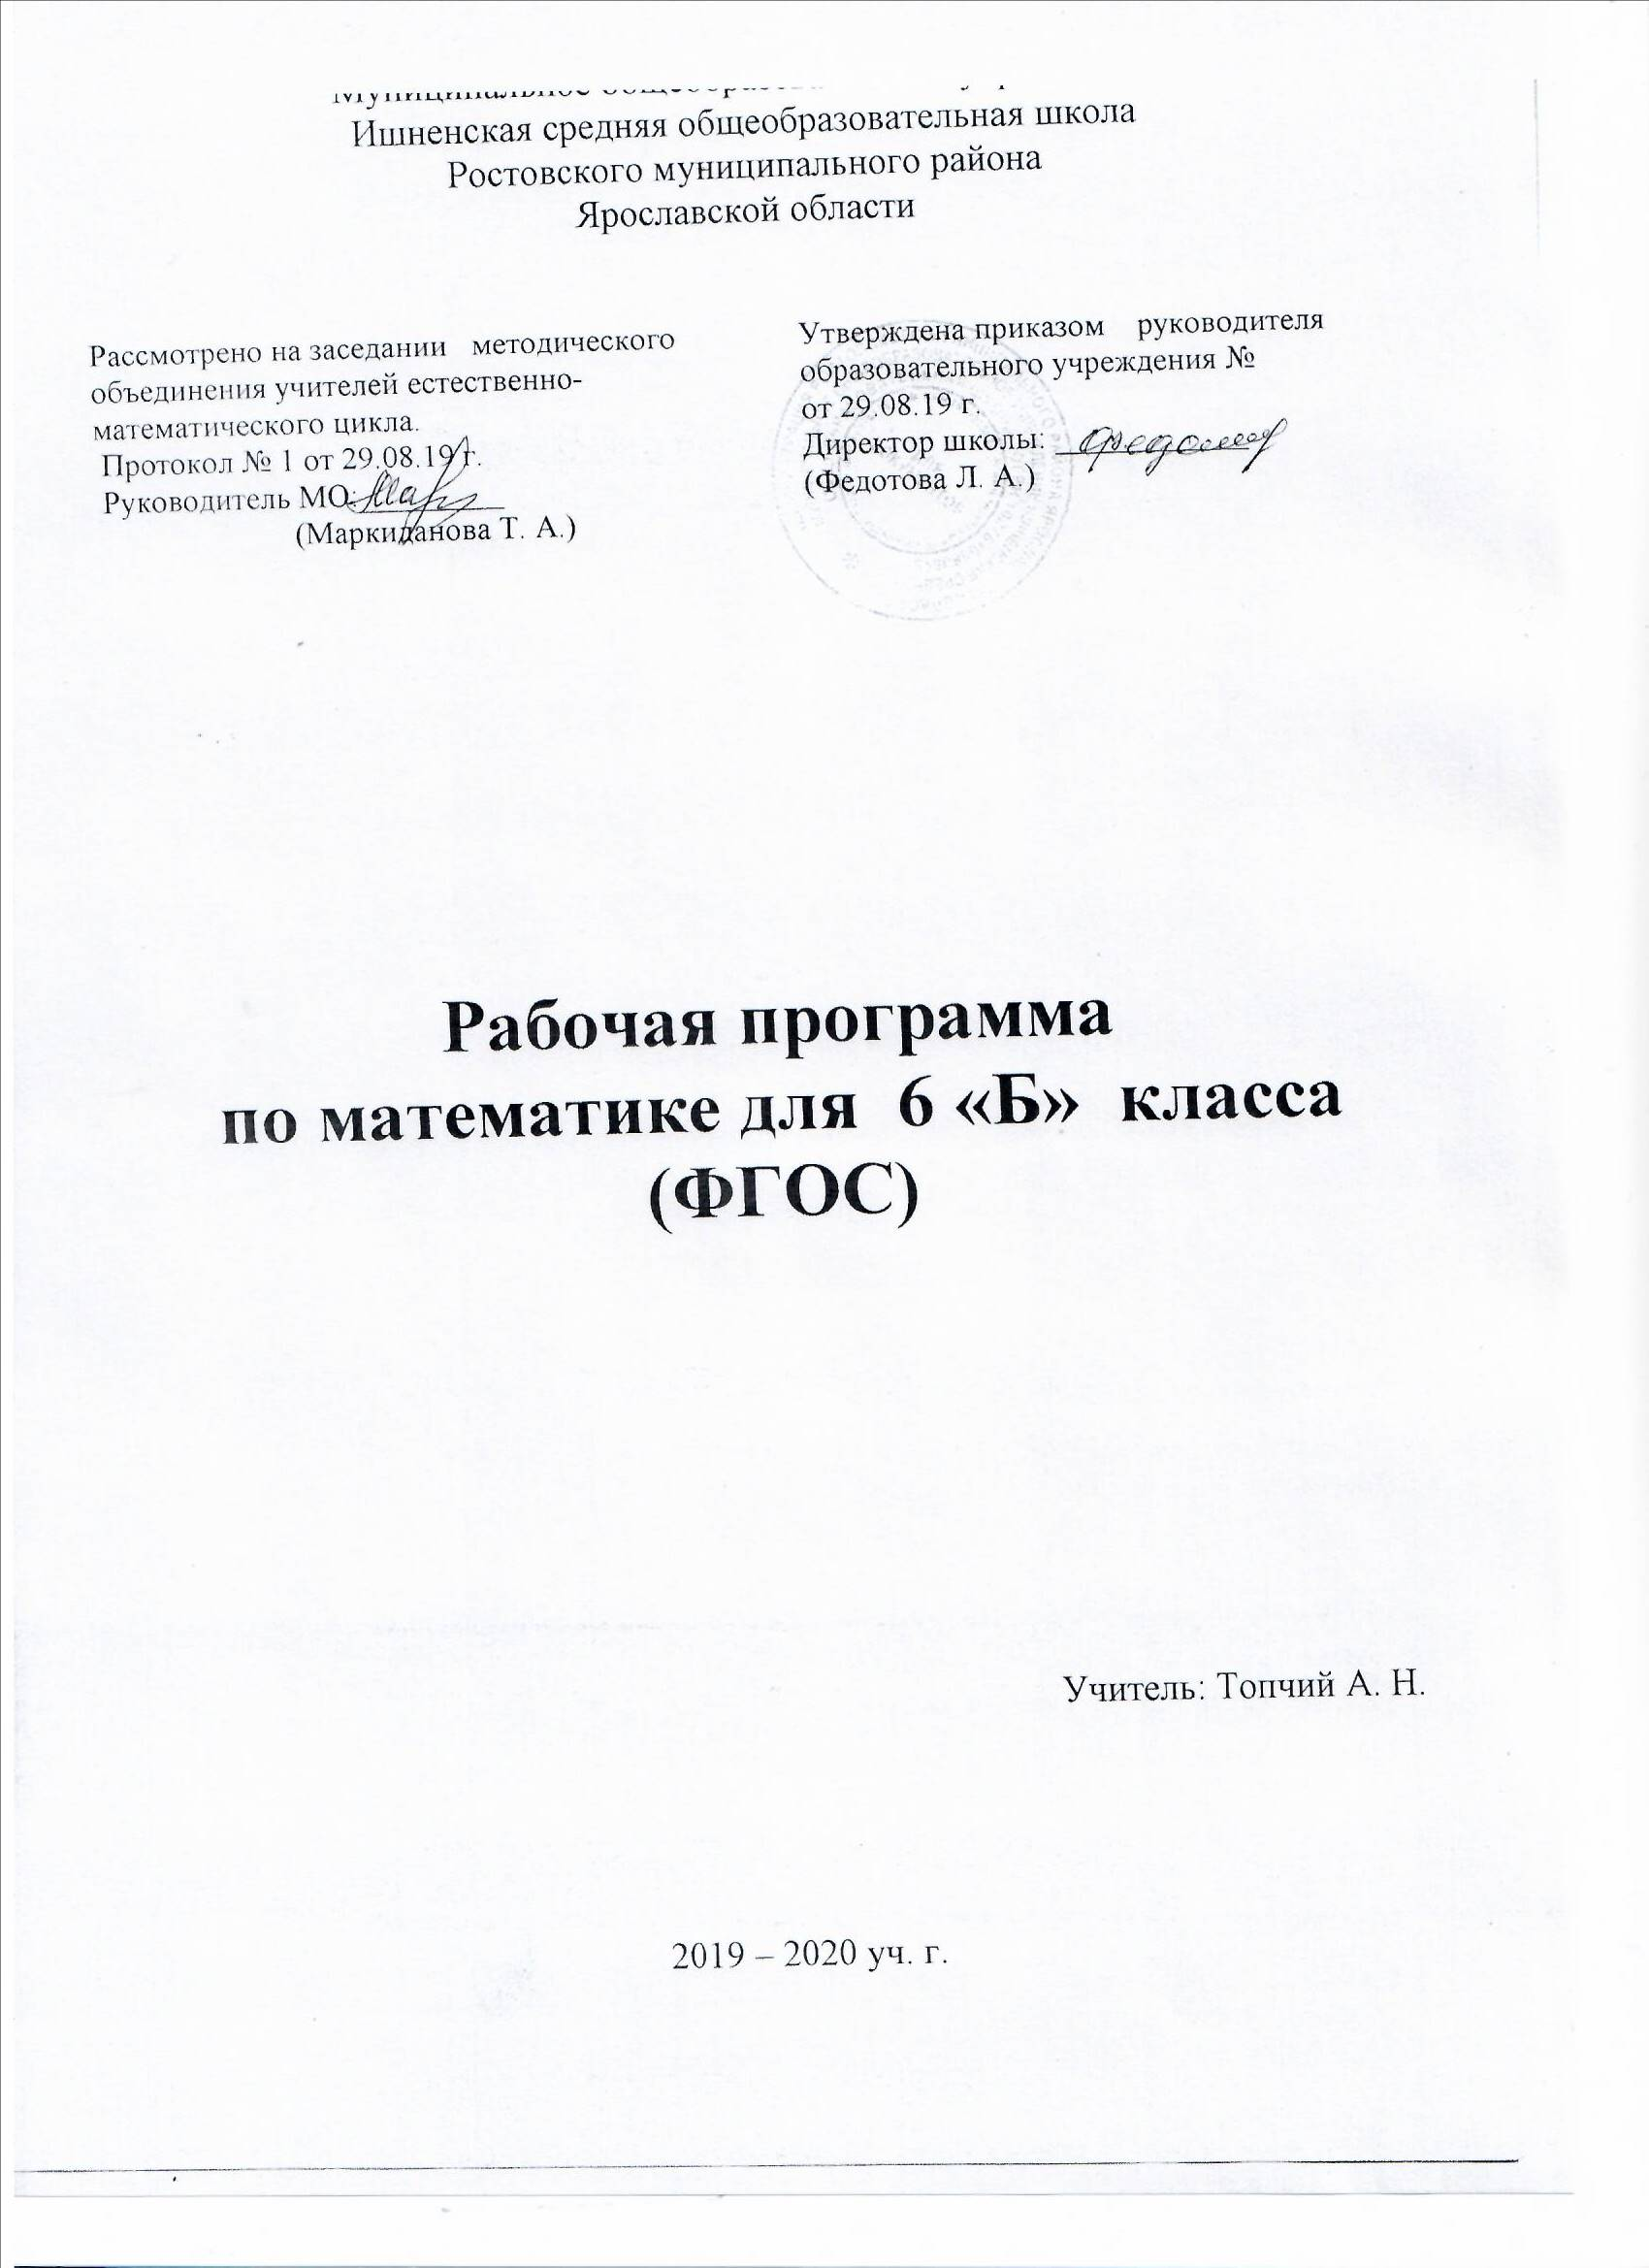 Ишненская средняя общеобразовательная школа
Ростовского муниципального района
Ярославской области
Рассмотрено на заседании методического
объединения учителей естественно-
математического цикла.
Протокол № 1 от 29.08.19 г.
Руководитель МО:
(Маркиданова Т. А.)
Утверждена приказом руководителя
образовательного учреждения №
от 29.08.19 г.
Директор школы:
(Федотова Л. А.)
Рабочая программа
по математике для 6 «Б» класса
(ФГОС)
Учитель: Топчий А. Н.
2019 – 2020 уч. г.